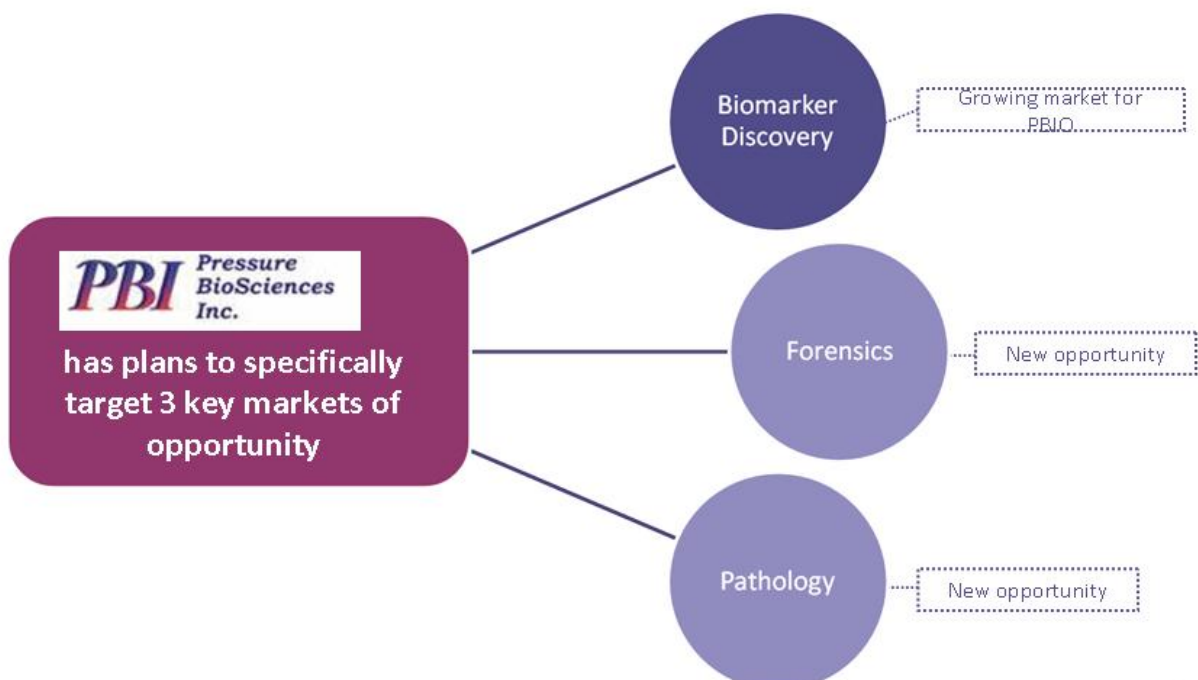 PBI Pressure
BioSciences
Inc.
has plans to specifically
target 3 key markets of
opportunity
Biomarker
Discovery
Growing market for
PBIO
Forensics
New opportunity
Pathology
New opportunity